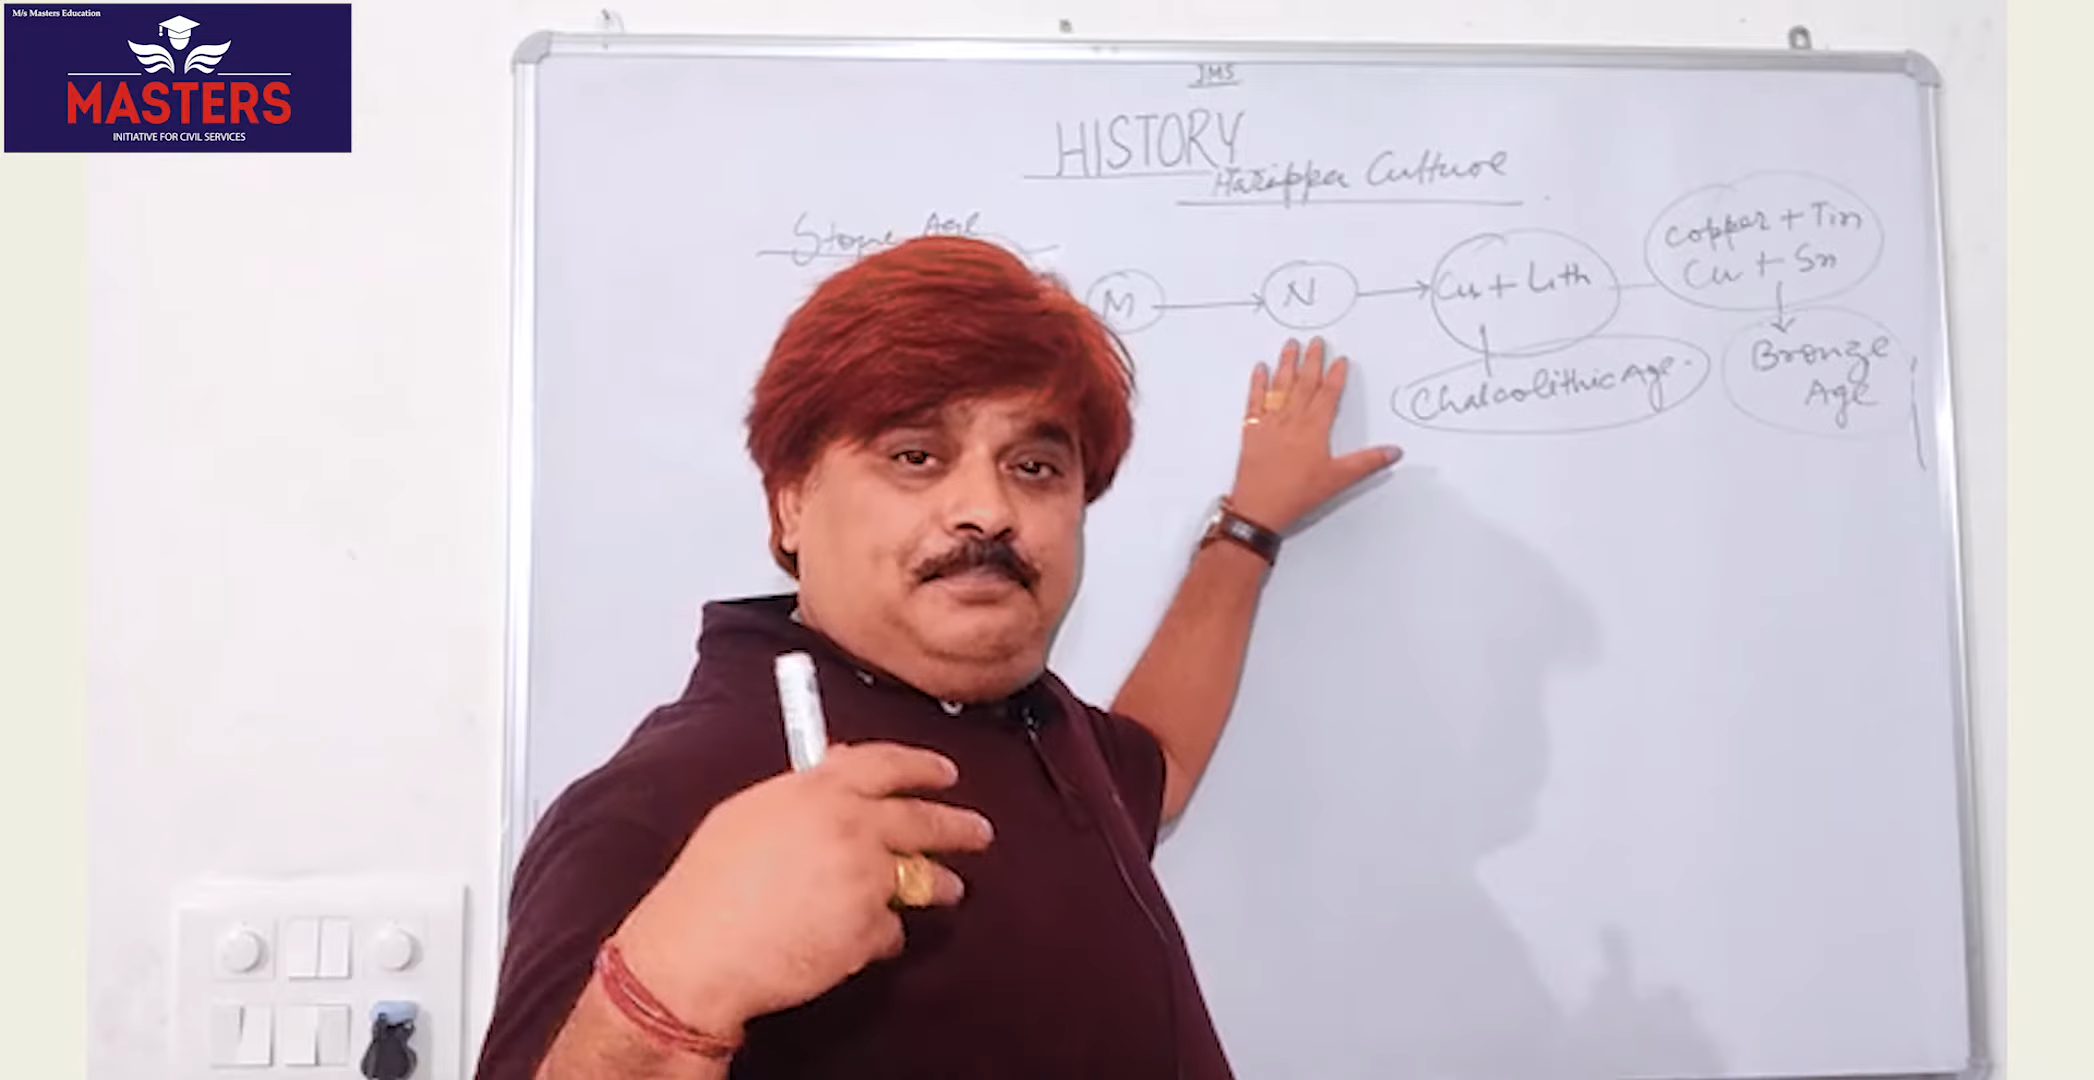 M/s Masters Education
MASTERS
INITIATIVE FOR CIVIL SERVICES
JMS
HISTORY
Harappa Culture
Stone Age
M
N
Cu + Lith
Chalcolithic Age.
Copper + Tin
Cu + Sn
Bronze
Age